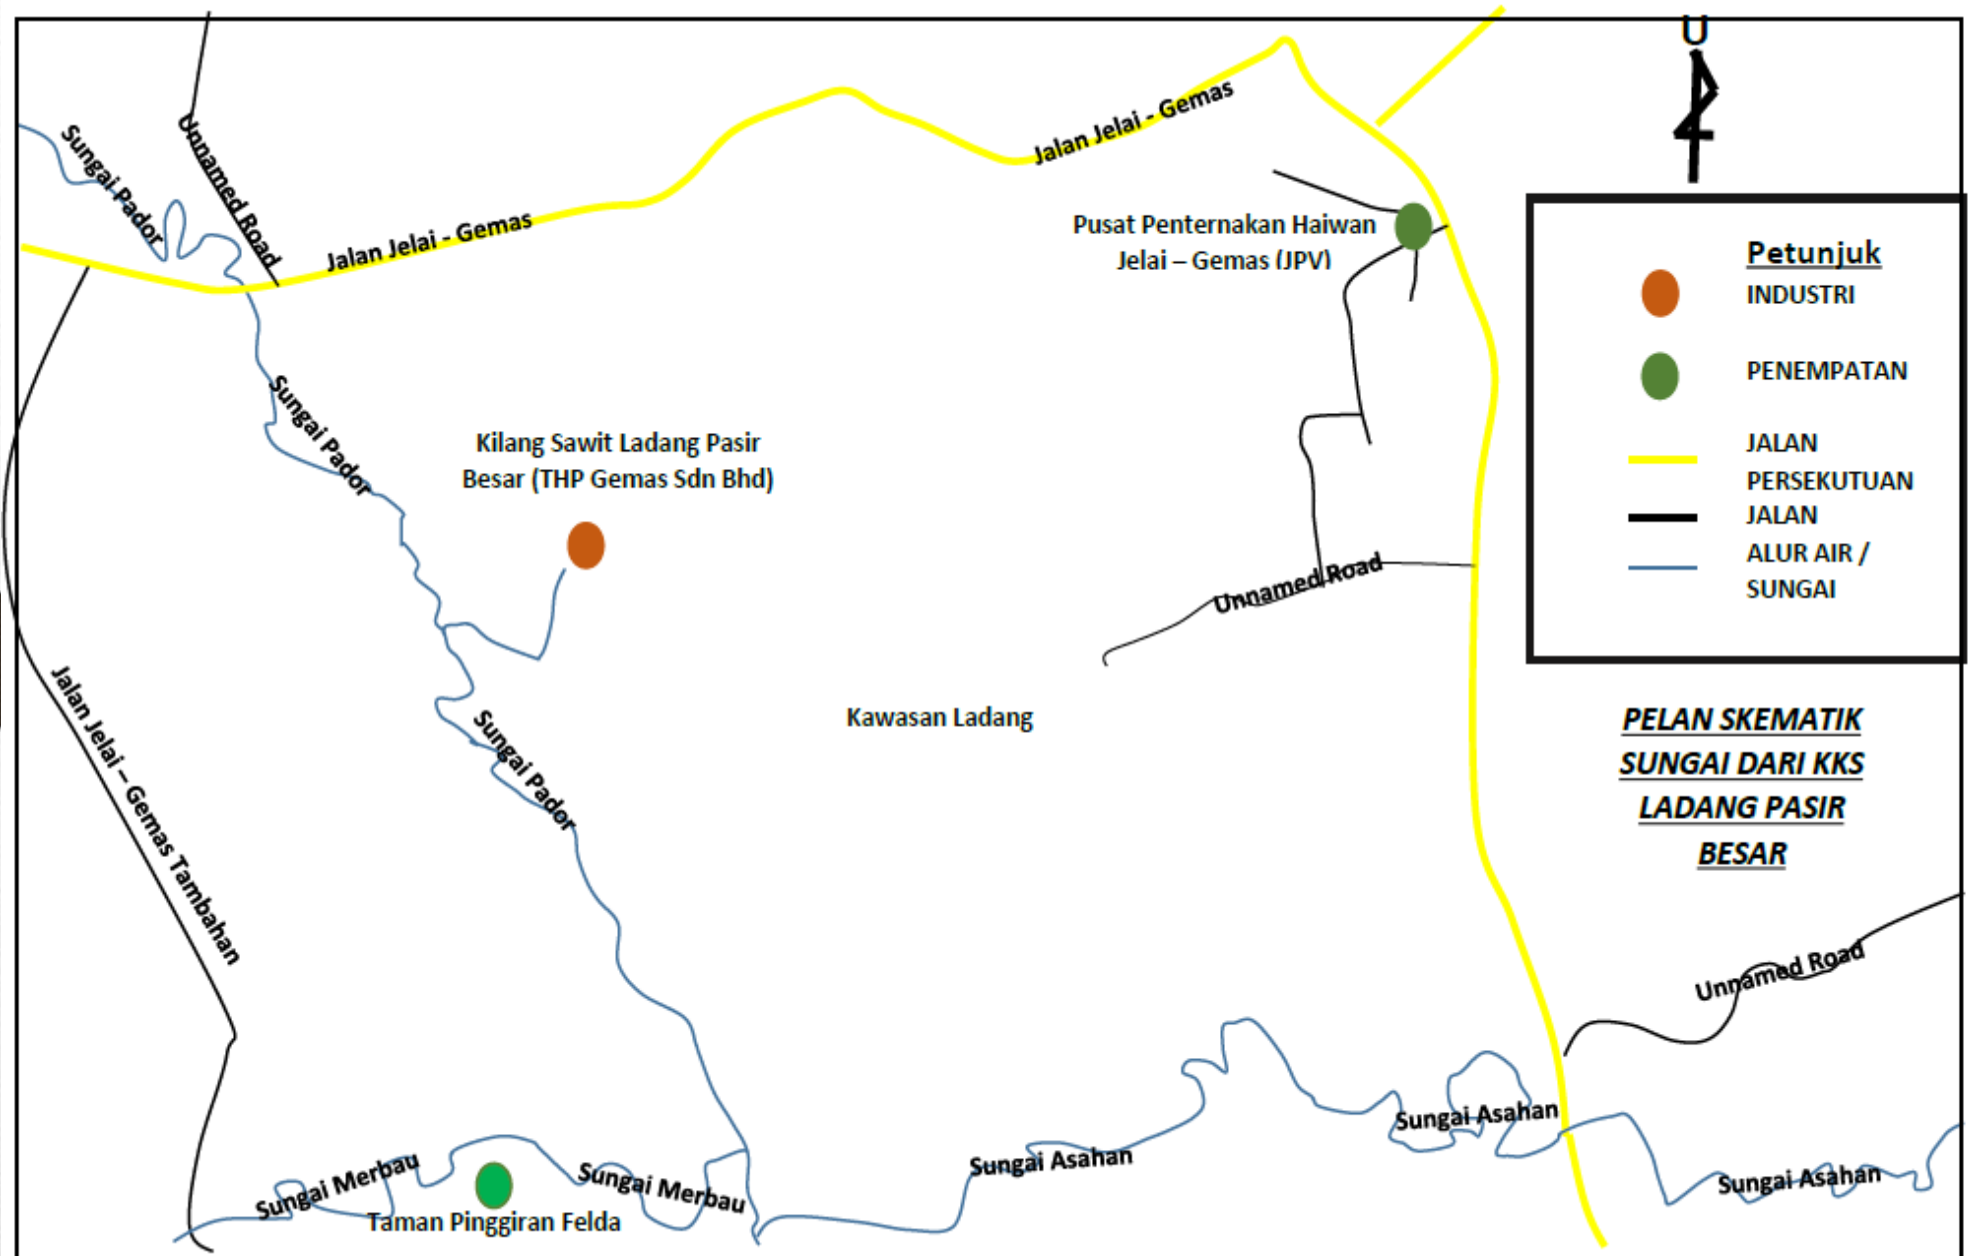 U
Sungai Pador
Unnamed Road
Jalan Jelai - Gemas
Jalan Jelai - Gemas
Pusat Penternakan Haiwan
Jelai – Gemas (JPV)
Petunjuk
INDUSTRI
PENEMPATAN
JALAN
PERSEKUTUAN
JALAN
ALUR AIR /
SUNGAI
Sungai Pador
Kilang Sawit Ladang Pasir
Besar (THP Gemas Sdn Bhd)
Unnamed Road
Jalan Jelai – Gemas Tambahan
Sungai Pador
Kawasan Ladang
PELAN SKEMATIK
SUNGAI DARI KKS
LADANG PASIR
BESAR
Unnamed Road
Sungai Asahan
Sungai Asahan
Sungai Asahan
Sungai Merbau
Sungai Merbau
Taman Pinggiran Felda